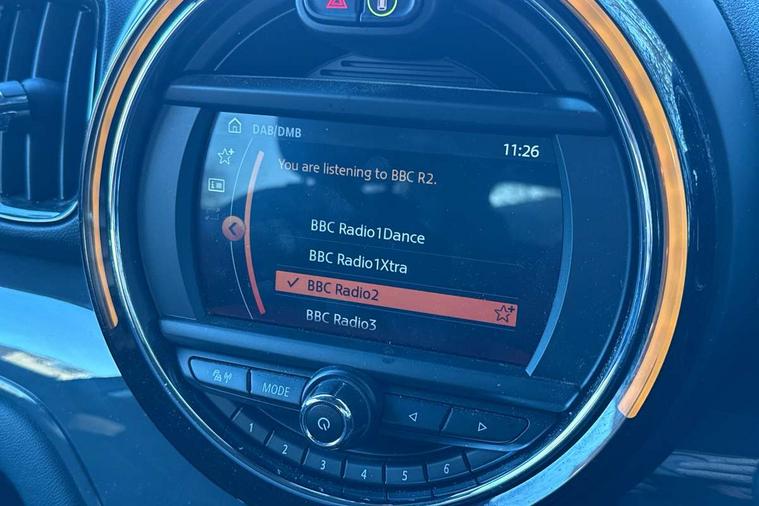 DAB/DMB
11:26
You are listening to BBC R2.
BBC Radio1Dance
BBC Radio1Xtra
BBC Radio2
BBC Radio3
MODE
1
2
3
4
5
6